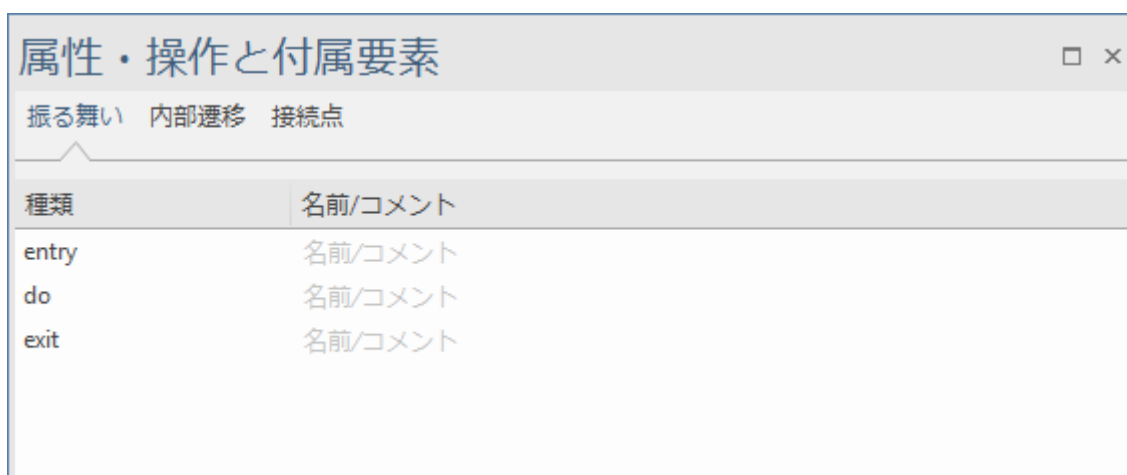 属性・操作と付属要素
振る舞い 内部遷移 接続点
種類 名前/コメント
entry 名前/コメント
do 名前/コメント
exit 名前/コメント